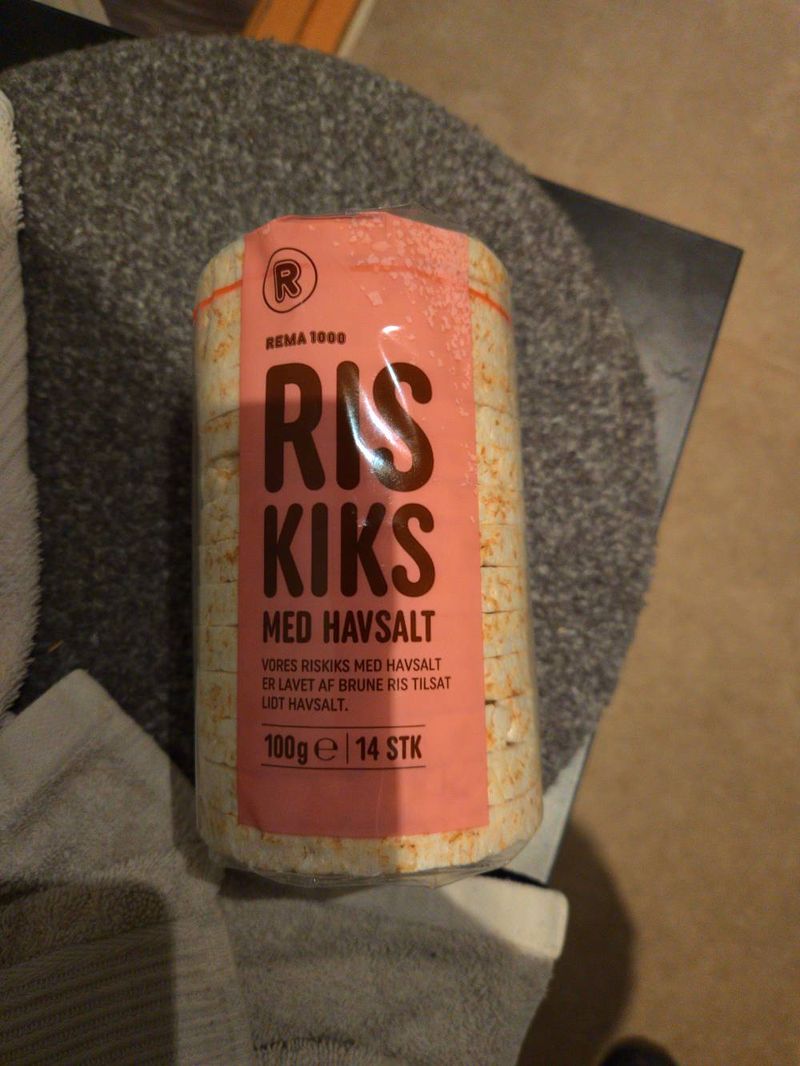 R
REMA 1000
RIS
KIKS
MED HAVSALT
VORES RISKIKS MED HAVSALT
ER LAVET AF BRUNE RIS TILSAT
LIDT HAVSALT.
100g ℮ | 14 STK